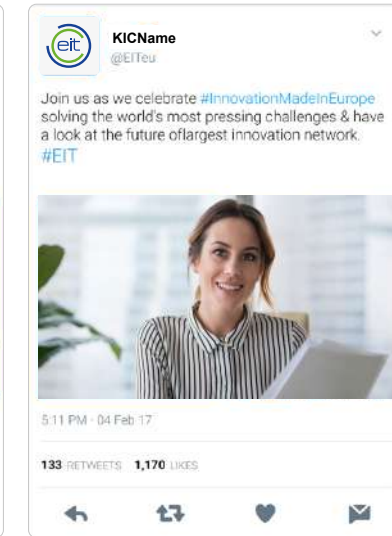 eit
KICName
@EITeu
Join us as we celebrate #InnovationMadeInEurope
solving the world's most pressing challenges & have
a look at the future oflargest innovation network.
#EIT
5:11 PM - 04 Feb 17
133 RETWEETS 1,170 LIKES